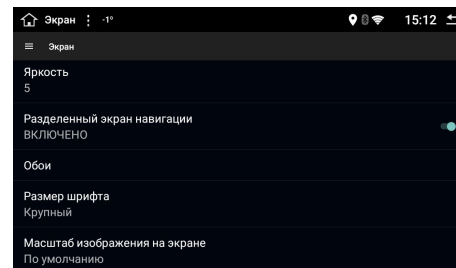 Экран -1°
15:12
Экран
Яркость
5
Разделенный экран навигации
ВКЛЮЧЕНО
Обои
Размер шрифта
Крупный
Масштаб изображения на экране
По умолчанию